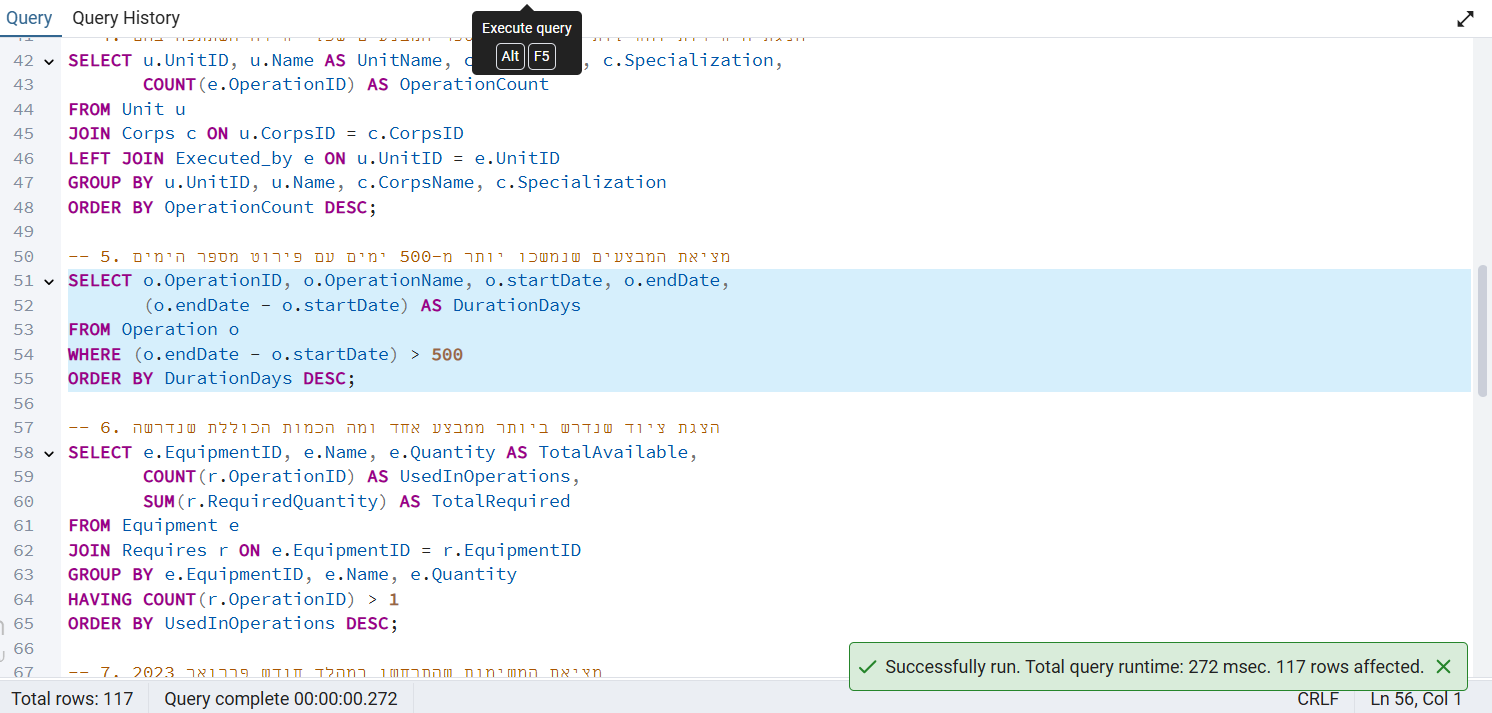 Query Query History
Execute query
Alt F5
42 SELECT u.UnitID, u.Name AS UnitName, c , c.Specialization,
43 COUNT(e.OperationID) AS OperationCount
44 FROM Unit u
45 JOIN Corps c ON u.CorpsID = c.CorpsID
46 LEFT JOIN Executed_by e ON u.UnitID = e.UnitID
47 GROUP BY u.UnitID, u.Name, c.CorpsName, c.Specialization
48 ORDER BY OperationCount DESC;
49
50 -- 5. מציאת המבצעים שנמשכו יותר מ-500 ימים עם פירוט מספר הימים
51 SELECT o.OperationID, o.OperationName, o.startDate, o.endDate,
52 (o.endDate - o.startDate) AS DurationDays
53 FROM Operation o
54 WHERE (o.endDate - o.startDate) > 500
55 ORDER BY DurationDays DESC;
56
57 -- 6. הצגת ציוד שנדרש ביותר ממבצע אחד ומה הכמות הכוללת שנדרשה
58 SELECT e.EquipmentID, e.Name, e.Quantity AS TotalAvailable,
59 COUNT(r.OperationID) AS UsedInOperations,
60 SUM(r.RequiredQuantity) AS TotalRequired
61 FROM Equipment e
62 JOIN Requires r ON e.EquipmentID = r.EquipmentID
63 GROUP BY e.EquipmentID, e.Name, e.Quantity
64 HAVING COUNT(r.OperationID) > 1
65 ORDER BY UsedInOperations DESC;
66
67 -- 7. מציאת המשימות שהתרחשו במהלך חודש פברואר 2023
Successfully run. Total query runtime: 272 msec. 117 rows affected.
Total rows: 117 Query complete 00:00:00.272 CRLF Ln 56, Col 1